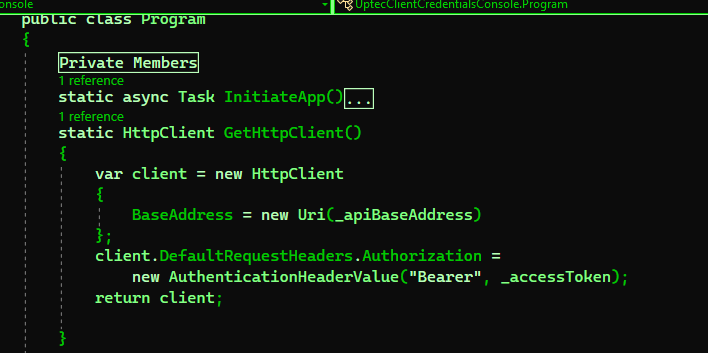 onsole UptecClientCredentialsConsole.Program
public class Program
{
Private Members
1 reference
static async Task InitiateApp()...
1 reference
static HttpClient GetHttpClient()
{
var client = new HttpClient
{
BaseAddress = new Uri(_apiBaseAddress)
};
client.DefaultRequestHeaders.Authorization =
new AuthenticationHeaderValue("Bearer", _accessToken);
return client;
}